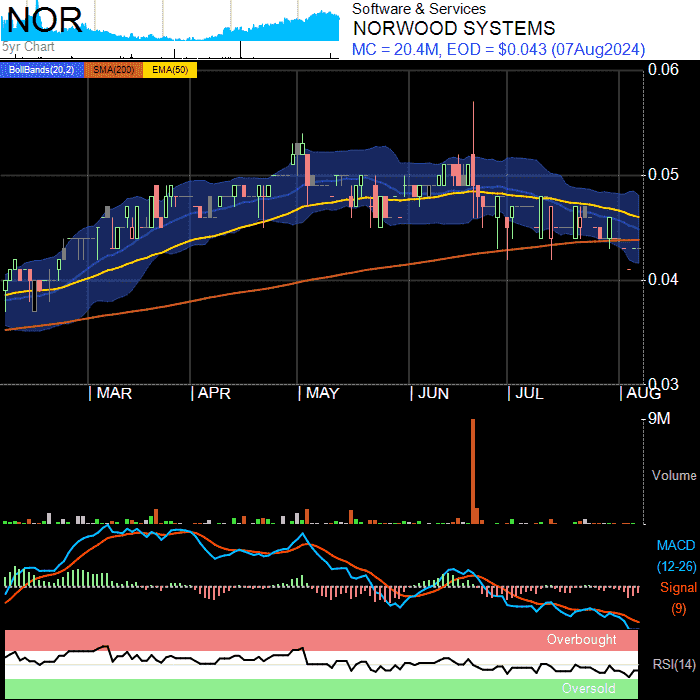 NOR
5yr Chart
Software & Services
NORWOOD SYSTEMS
MC = 20.4M, EOD = $0.043 (07Aug2024)
BollBands(20,2) SMA(200) EMA(50)
0.06
0.05
0.04
0.03
MAR APR MAY JUN JUL AUG
9M
Volume
MACD
(12-26)
Signal
(9)
Overbought
RSI(14)
Oversold